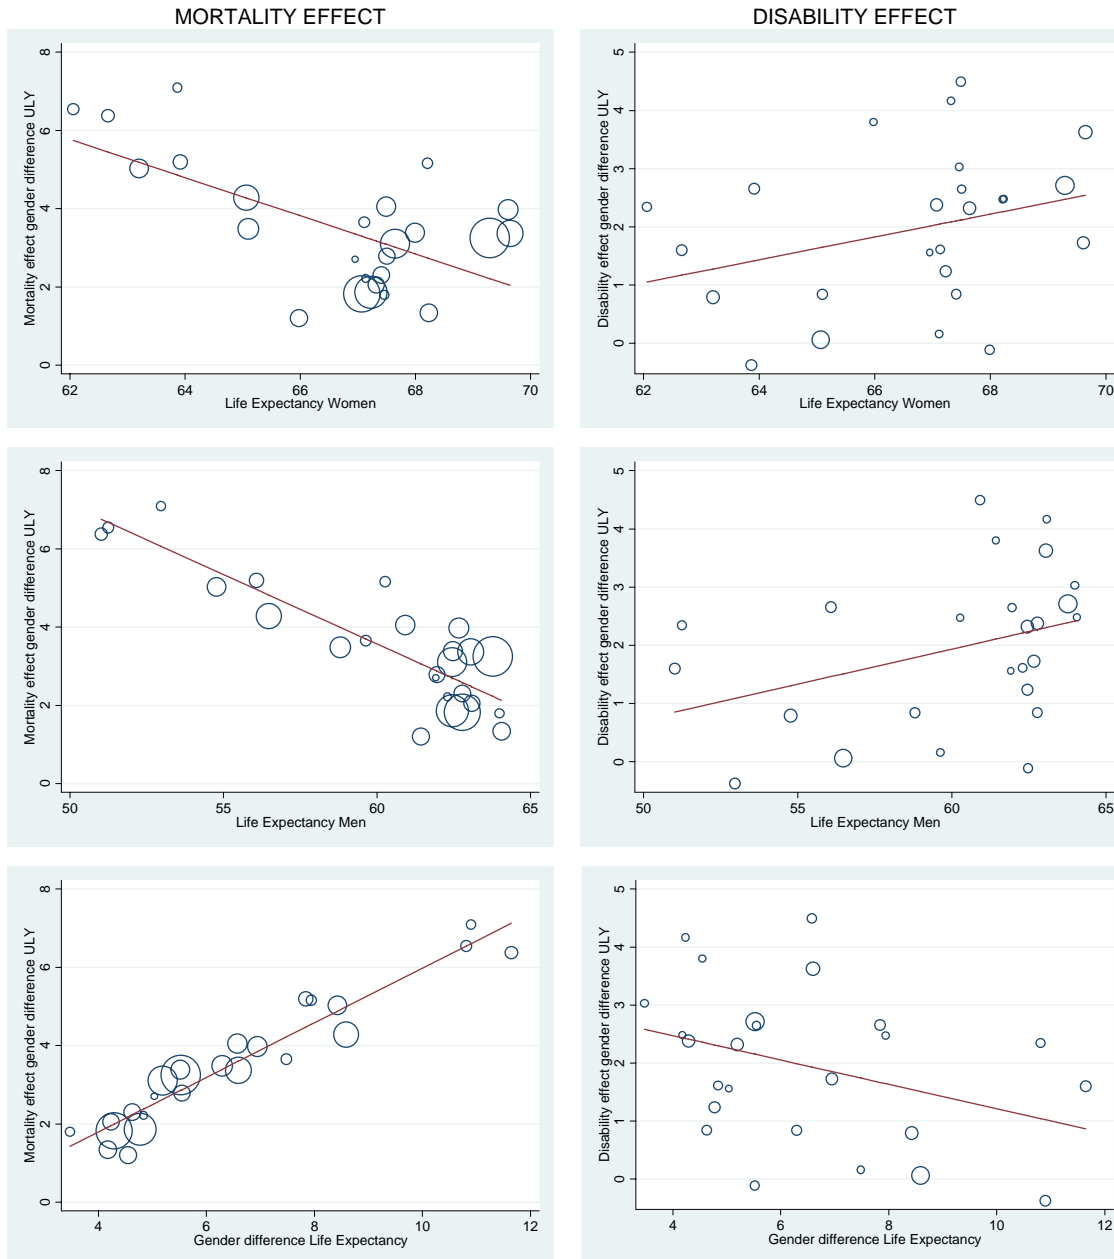 MORTALITY EFFECT
DISABILITY EFFECT
Mortality effect gender difference ULY
8
6
4
2
0
62 64 66 68 70
Life Expectancy Women
Disability effect gender difference ULY
5
4
3
2
1
0
62 64 66 68 70
Life Expectancy Women
Mortality effect gender difference ULY
8
6
4
2
0
50 55 60 65
Life Expectancy Men
Disability effect gender difference ULY
5
4
3
2
1
0
50 55 60 65
Life Expectancy Men
Mortality effect gender difference ULY
8
6
4
2
0
4 6 8 10 12
Gender difference Life Expectancy
Disability effect gender difference ULY
5
4
3
2
1
0
4 6 8 10 12
Gender difference Life Expectancy